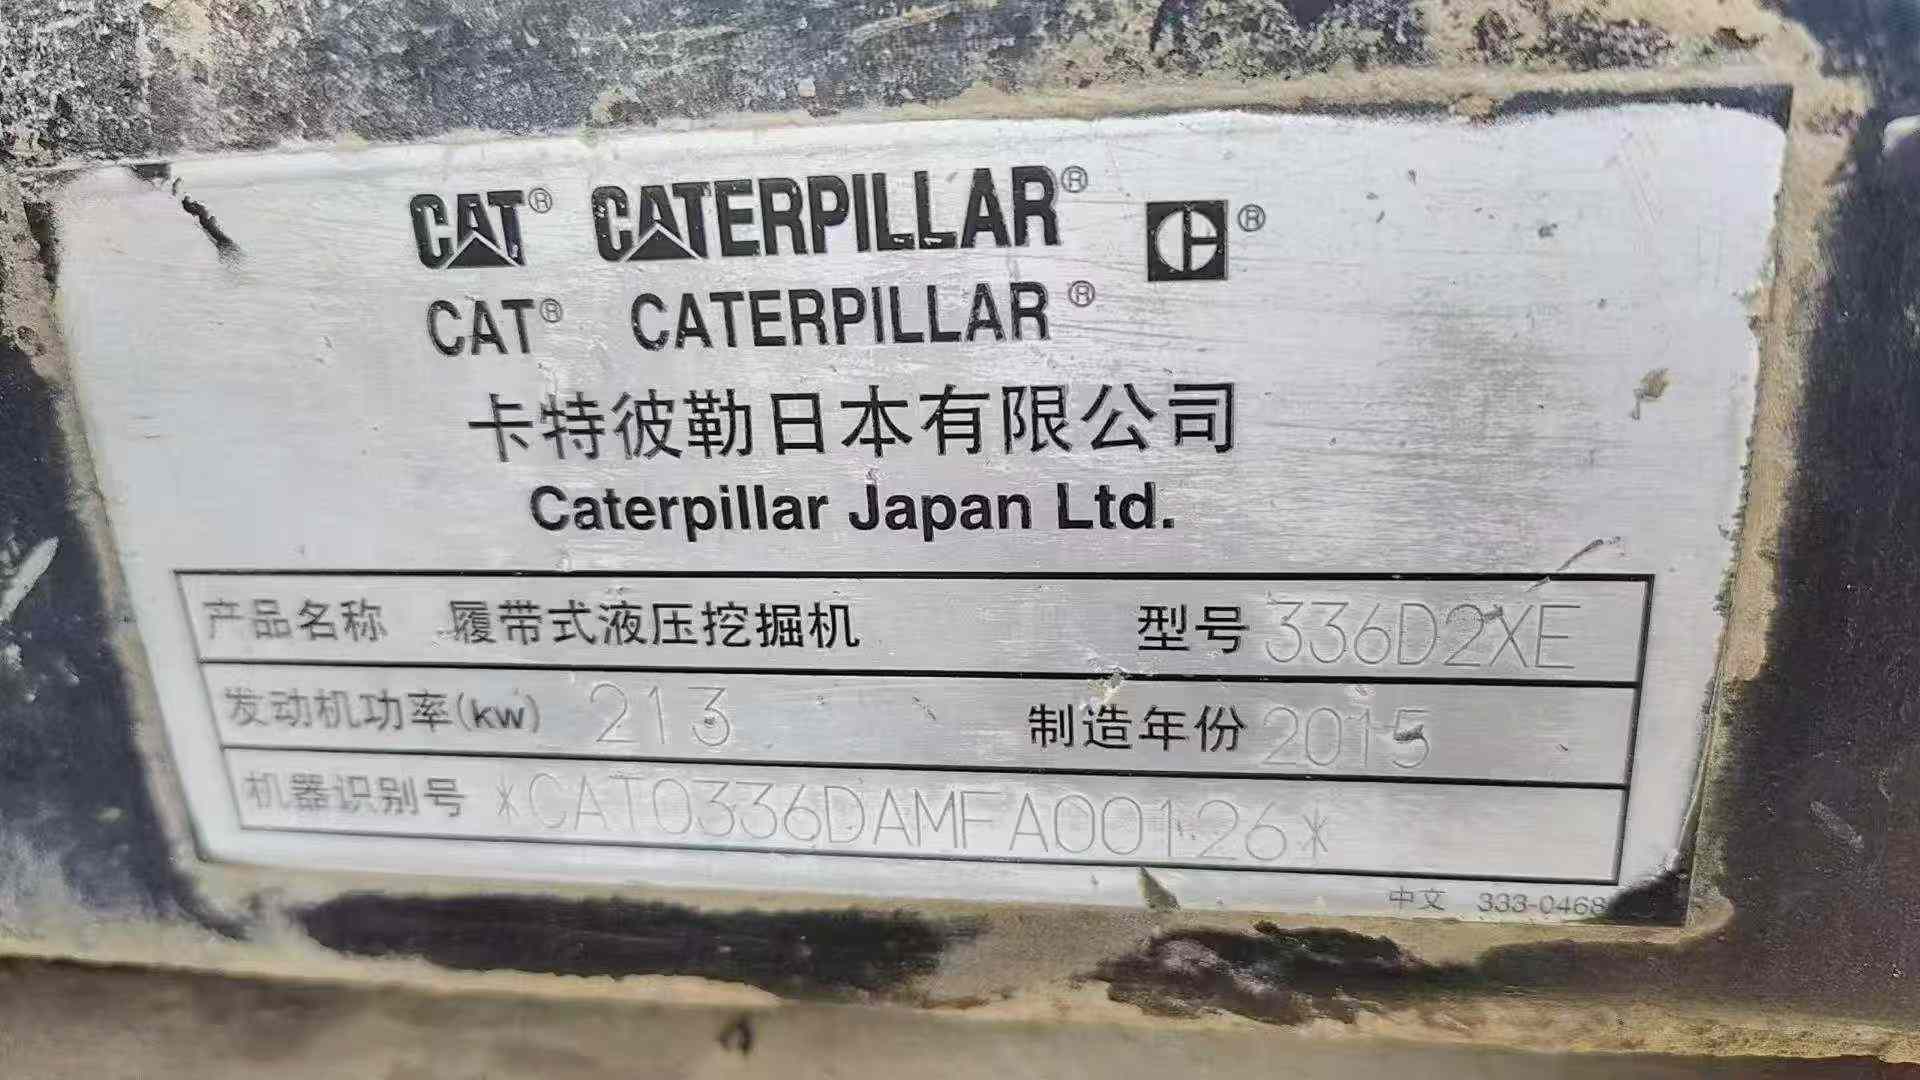 CAT® CATERPILLAR® ®
CAT® CATERPILLAR®
卡特彼勒日本有限公司
Caterpillar Japan Ltd.
产品名称 履带式液压挖掘机 型号 336D2XE
发动机功率(kw) 213 制造年份 2015
机器识别号 *CAT0336DAMFA00126*
中文 333-0468